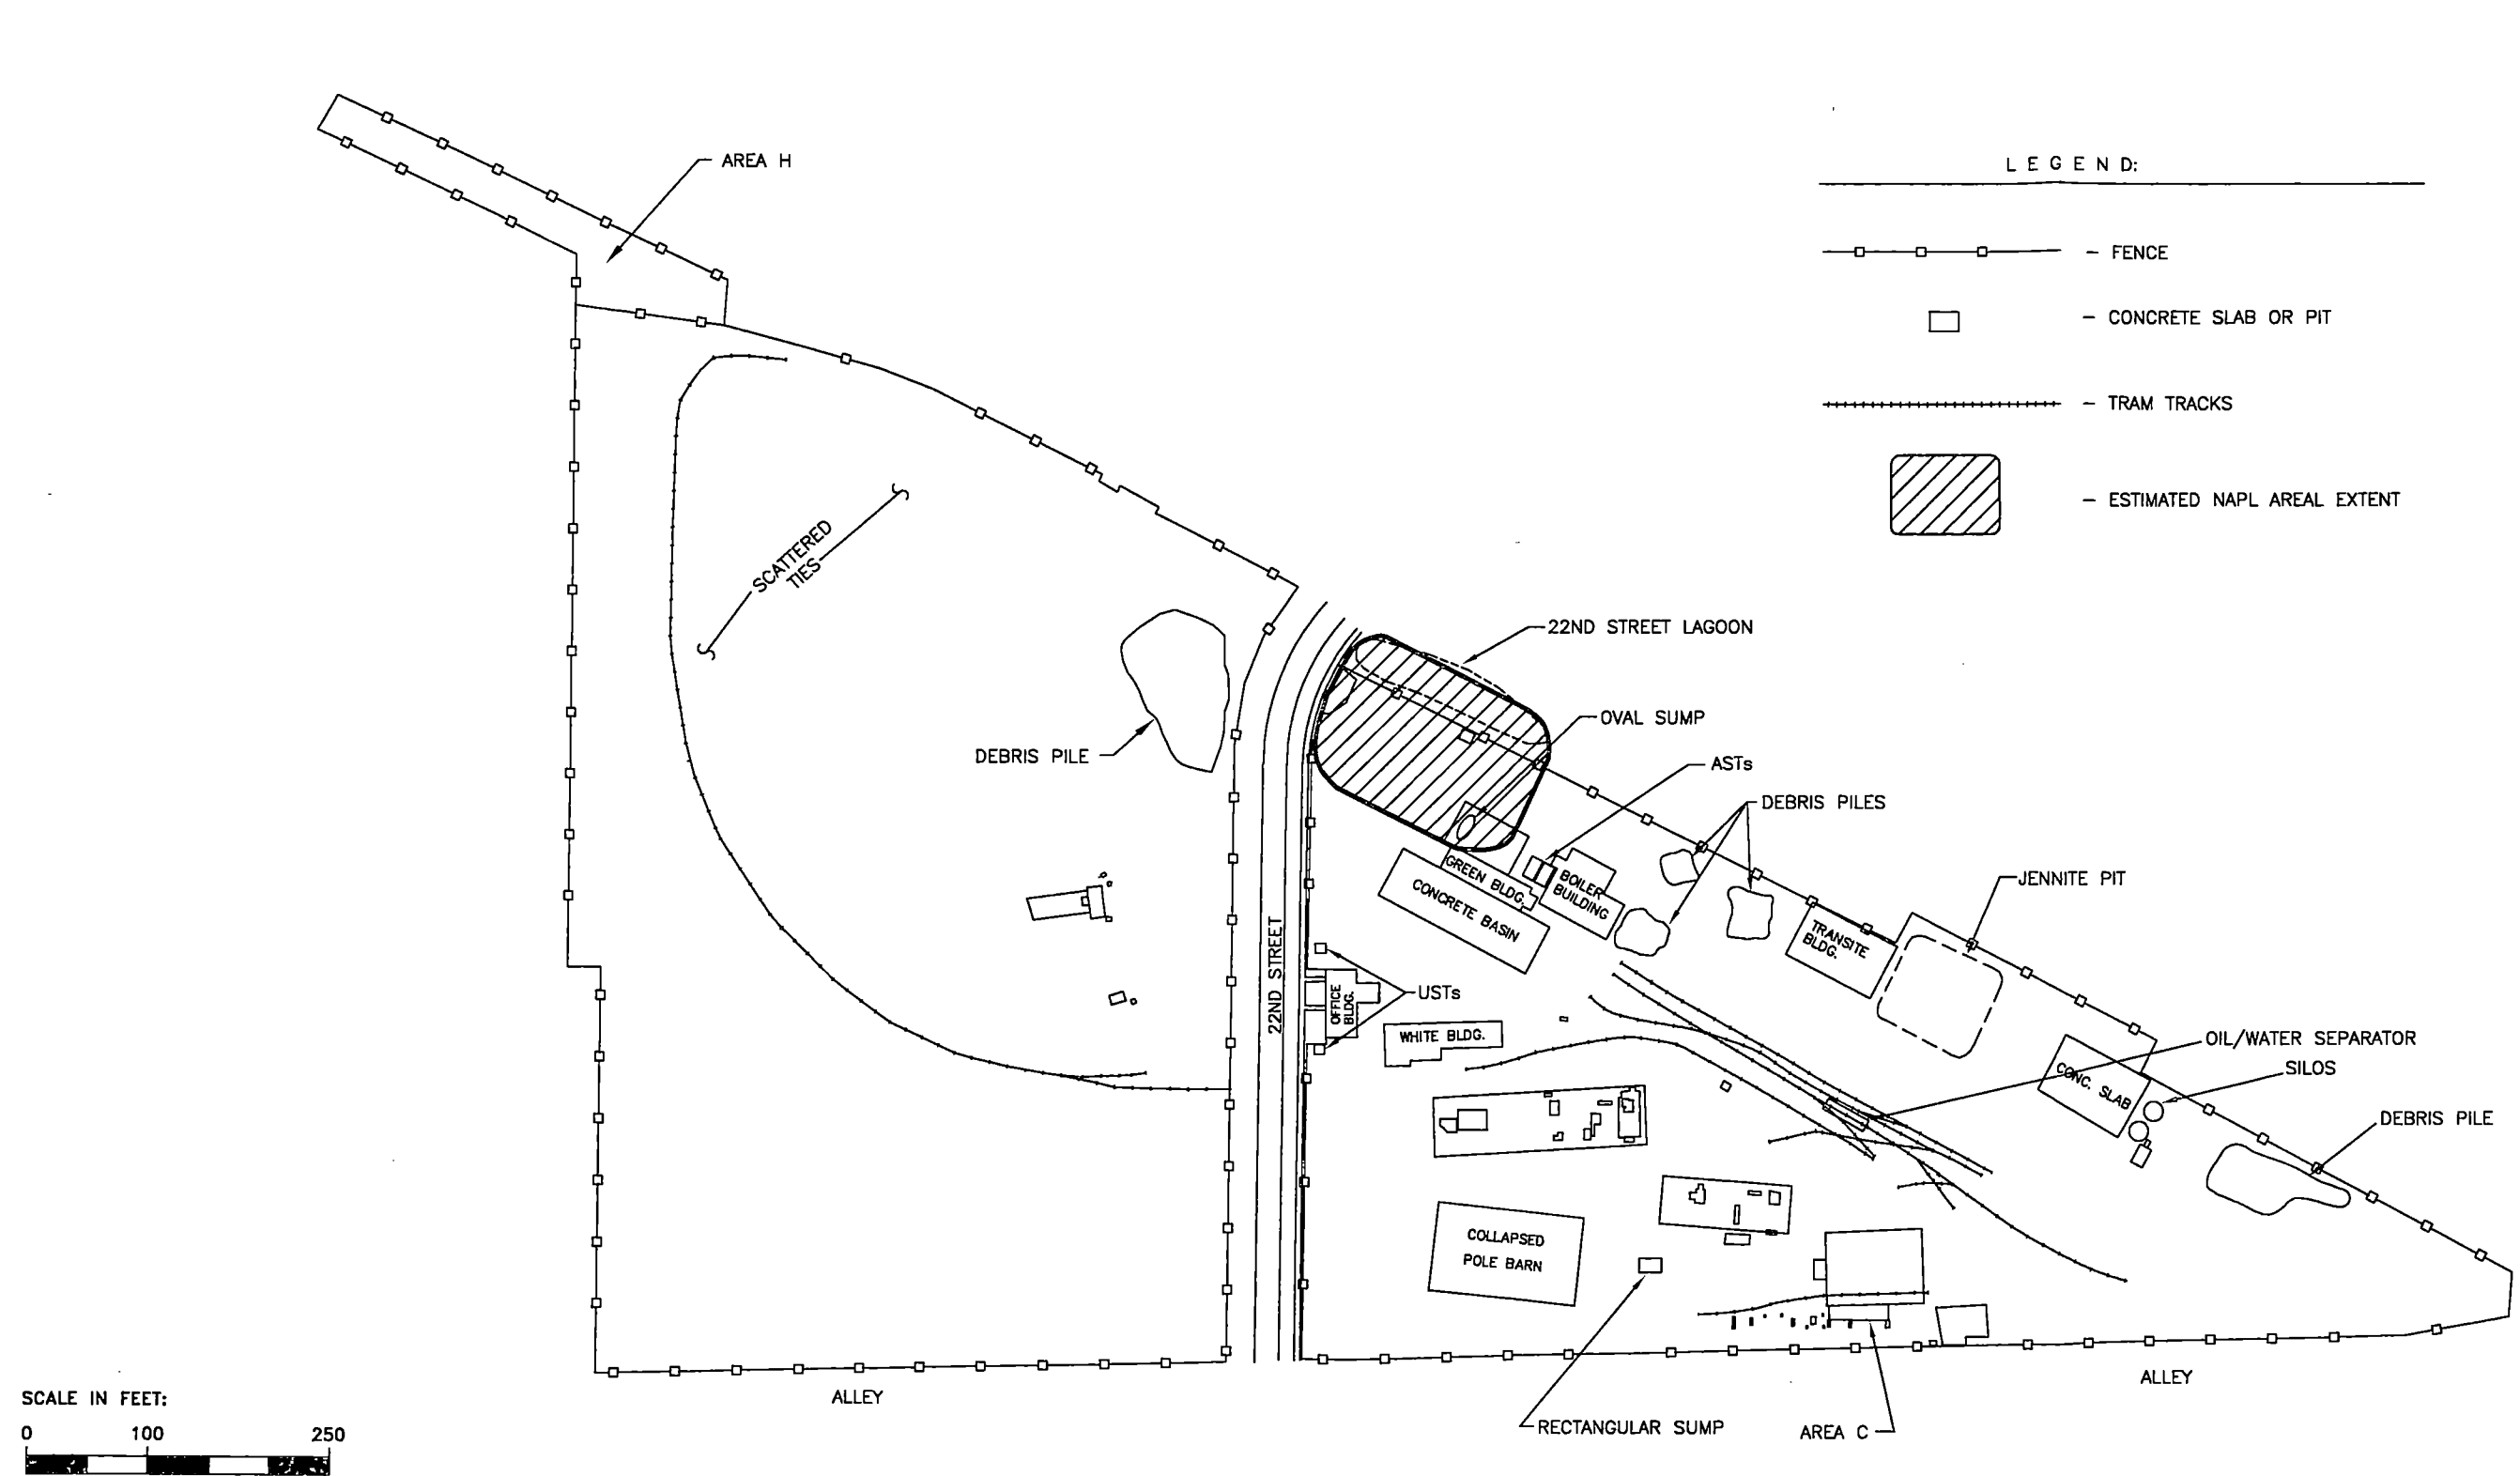 AREA H
L E G E N D:
– FENCE
– CONCRETE SLAB OR PIT
– TRAM TRACKS
– ESTIMATED NAPL AREAL EXTENT
SCATTERED
TIES
22ND STREET LAGOON
OVAL SUMP
DEBRIS PILE
ASTs
DEBRIS PILES
JENNITE PIT
GREEN BLDG.
BOILER
BUILDING
CONCRETE BASIN
TRANSITE
BLDG.
22ND STREET
USTs
OFFICE
BLDG.
WHITE BLDG.
OIL/WATER SEPARATOR
SILOS
CONC. SLAB
DEBRIS PILE
COLLAPSED
POLE BARN
ALLEY
ALLEY
RECTANGULAR SUMP
AREA C
SCALE IN FEET:
0 100 250